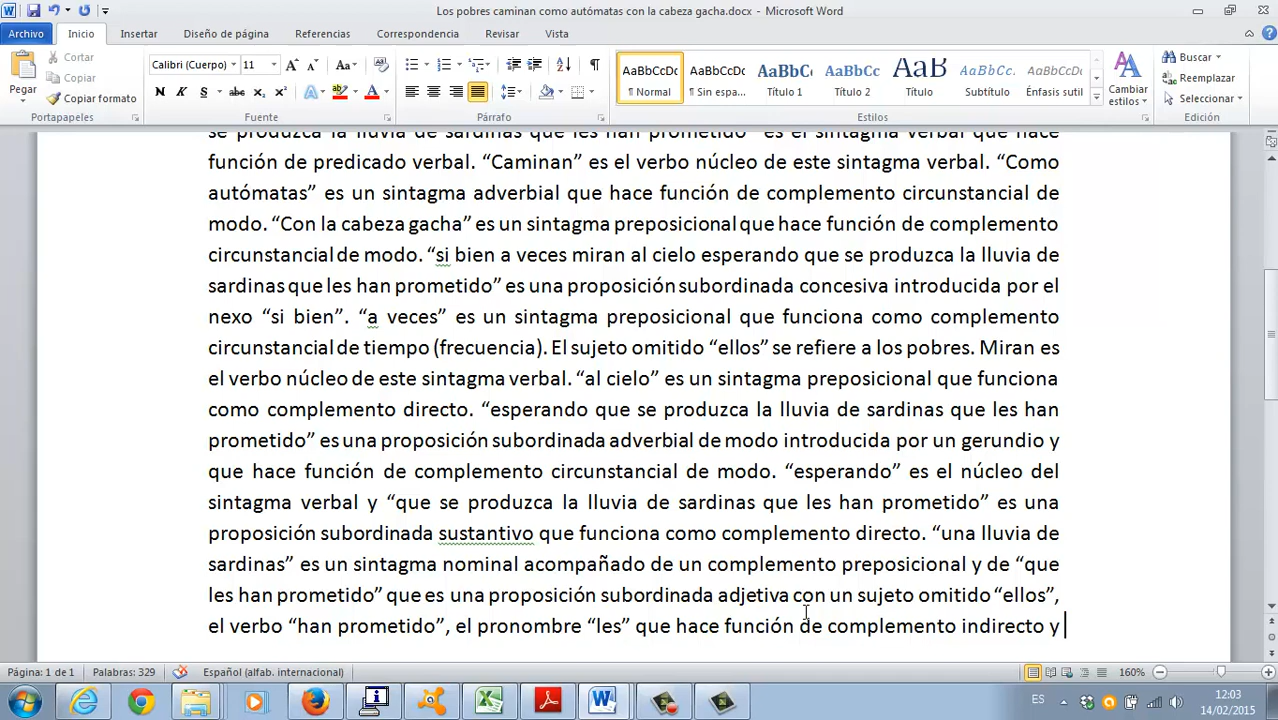 Los pobres caminan como autómatas con la cabeza gacha.docx - Microsoft Word
Archivo Inicio Insertar Diseño de página Referencias Correspondencia Revisar Vista
Pegar
Cortar
Copiar
Copiar formato
Portapapeles
Calibri (Cuerpo) 11
N K S abc x₂ x²
Fuente
Párrafo
AaBbCcDc AaBbCcDc AaBbCc AaBbCc AaB AaBbCc. AaBbCcDc
¶ Normal ¶ Sin espa... Título 1 Título 2 Título Subtítulo Énfasis sutil
Cambiar estilos
Estilos
Buscar
Reemplazar
Seleccionar
Edición
se produzca la lluvia de sardinas que les han prometido” es el sintagma verbal que hace
función de predicado verbal. “Caminan” es el verbo núcleo de este sintagma verbal. “Como
autómatas” es un sintagma adverbial que hace función de complemento circunstancial de
modo. “Con la cabeza gacha” es un sintagma preposicional que hace función de complemento
circunstancial de modo. “si bien a veces miran al cielo esperando que se produzca la lluvia de
sardinas que les han prometido” es una proposición subordinada concesiva introducida por el
nexo “si bien”. “a veces” es un sintagma preposicional que funciona como complemento
circunstancial de tiempo (frecuencia). El sujeto omitido “ellos” se refiere a los pobres. Miran es
el verbo núcleo de este sintagma verbal. “al cielo” es un sintagma preposicional que funciona
como complemento directo. “esperando que se produzca la lluvia de sardinas que les han
prometido” es una proposición subordinada adverbial de modo introducida por un gerundio y
que hace función de complemento circunstancial de modo. “esperando” es el núcleo del
sintagma verbal y “que se produzca la lluvia de sardinas que les han prometido” es una
proposición subordinada sustantivo que funciona como complemento directo. “una lluvia de
sardinas” es un sintagma nominal acompañado de un complemento preposicional y de “que
les han prometido” que es una proposición subordinada adjetiva con un sujeto omitido “ellos”,
el verbo “han prometido”, el pronombre “les” que hace función de complemento indirecto y
Página: 1 de 1 Palabras: 329 Español (alfab. internacional) 160%
ES 12:03
14/02/2015